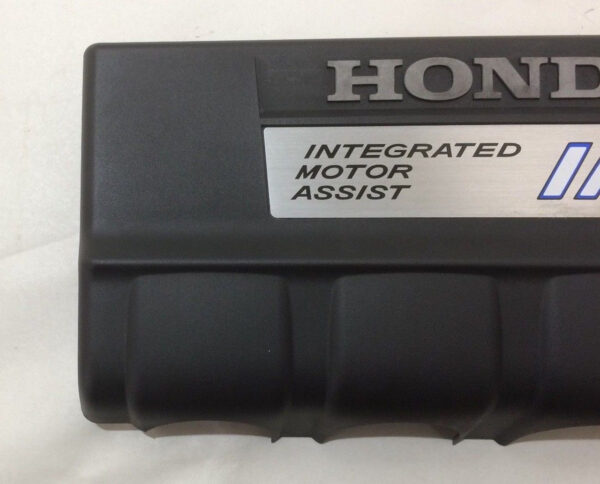 HOND
INTEGRATED
MOTOR
ASSIST